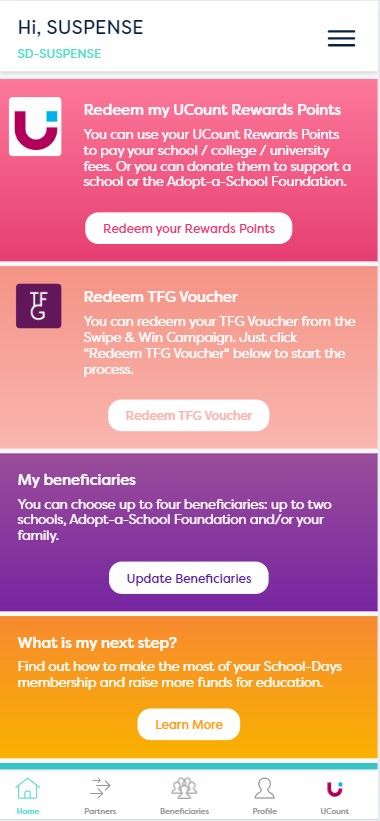 Hi, SUSPENSE
SD-SUSPENSE
Redeem my UCount Rewards Points
You can use your UCount Rewards Points
to pay your school / college / university
fees. Or you can donate them to support a
school or the Adopt-a-School Foundation.
Redeem your Rewards Points
TF
G
Redeem TFG Voucher
You can redeem your TFG Voucher from the
Swipe & Win Campaign. Just click
"Redeem TFG Voucher" below to start the
process.
Redeem TFG Voucher
My beneficiaries
You can choose up to four beneficiaries: up to two
schools, Adopt-a-School Foundation and/or your
family.
Update Beneficiaries
What is my next step?
Find out how to make the most of your School-Days
membership and raise more funds for education.
Learn More
Home
Partners
Beneficiaries
Profile
UCount